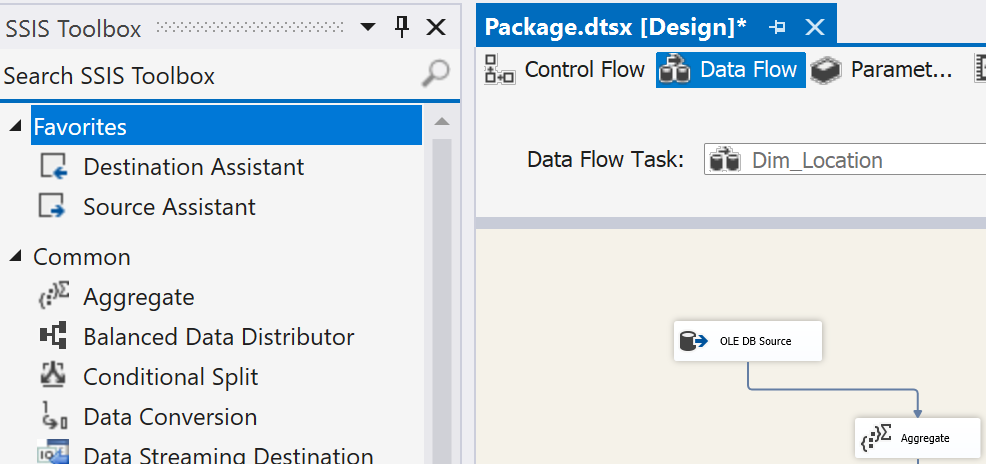 SSIS Toolbox
Search SSIS Toolbox
Favorites
Destination Assistant
Source Assistant
Common
Aggregate
Balanced Data Distributor
Conditional Split
Data Conversion
Data Streaming Destination
Package.dtsx [Design]*
Control Flow
Data Flow
Paramet...
Data Flow Task:
Dim_Location
OLE DB Source
Aggregate